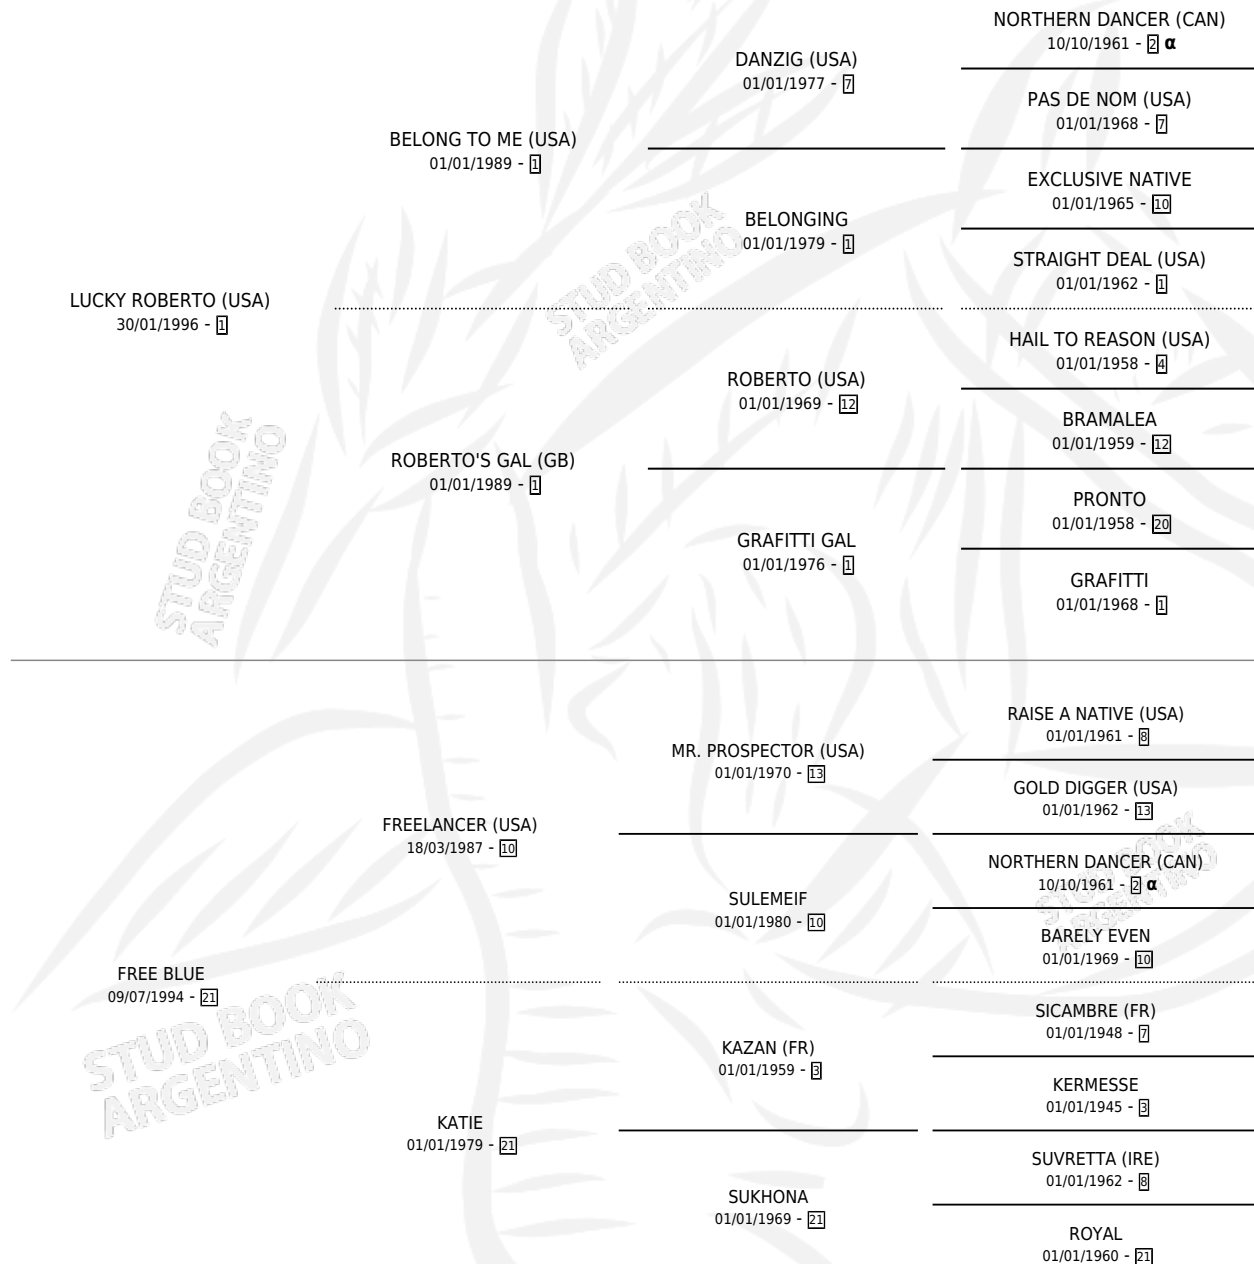 NORTHERN DANCER (CAN)
10/10/1961 - 2 α
DANZIG (USA)
01/01/1977 - 7
PAS DE NOM (USA)
01/01/1968 - 7
BELONG TO ME (USA)
01/01/1989 - 1
EXCLUSIVE NATIVE
01/01/1965 - 10
BELONGING
01/01/1979 - 1
STRAIGHT DEAL (USA)
01/01/1962 - 1
LUCKY ROBERTO (USA)
30/01/1996 - 1
HAIL TO REASON (USA)
01/01/1958 - 4
ROBERTO (USA)
01/01/1969 - 12
BRAMALEA
01/01/1959 - 12
ROBERTO'S GAL (GB)
01/01/1989 - 1
PRONTO
01/01/1958 - 20
GRAFITTI GAL
01/01/1976 - 1
GRAFITTI
01/01/1968 - 1
STUD BOOK
ARGENTINO
STUD BOOK
ARGENTINO
RAISE A NATIVE (USA)
01/01/1961 - 8
MR. PROSPECTOR (USA)
01/01/1970 - 13
GOLD DIGGER (USA)
01/01/1962 - 13
FREELANCER (USA)
18/03/1987 - 10
NORTHERN DANCER (CAN)
10/10/1961 - 2 α
SULEMEIF
01/01/1980 - 10
BARELY EVEN
01/01/1969 - 10
FREE BLUE
09/07/1994 - 21
SICAMBRE (FR)
01/01/1948 - 7
KAZAN (FR)
01/01/1959 - 3
KERMESSE
01/01/1945 - 3
KATIE
01/01/1979 - 21
SUVRETTA (IRE)
01/01/1962 - 8
SUKHONA
01/01/1969 - 21
ROYAL
01/01/1960 - 21
STUD BOOK
ARGENTINO
STUD BOOK
ARGENTINO